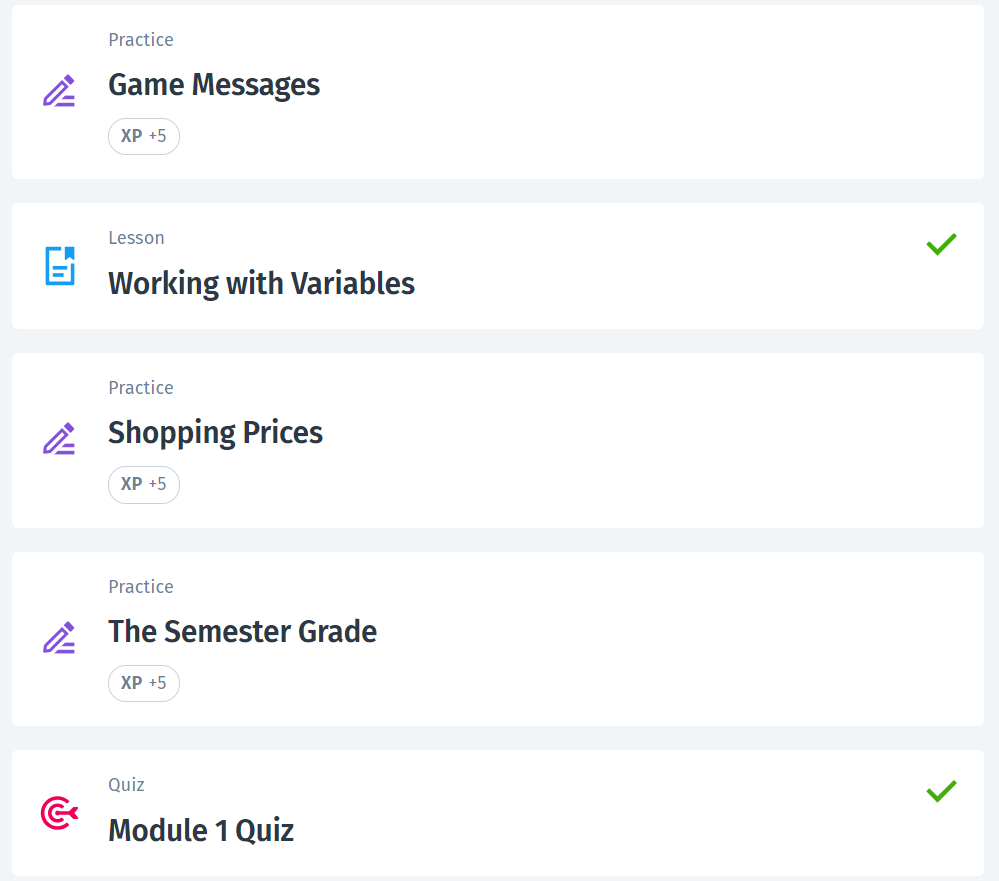 Practice
Game Messages
XP +5
Lesson
Working with Variables
Practice
Shopping Prices
XP +5
Practice
The Semester Grade
XP +5
Quiz
Module 1 Quiz